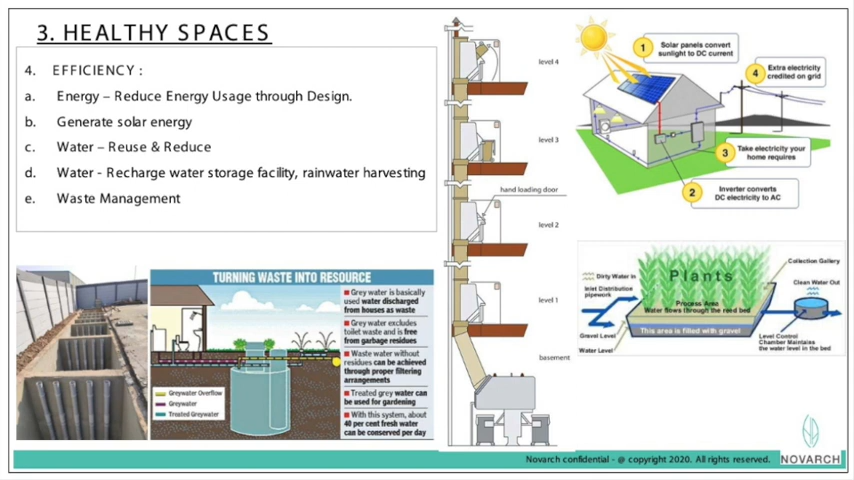 3. HEALTHY SPACES
4. EFFICIENCY :
a. Energy – Reduce Energy Usage through Design.
b. Generate solar energy
c. Water – Reuse & Reduce
d. Water - Recharge water storage facility, rainwater harvesting
e. Waste Management
TURNING WASTE INTO RESOURCE
Grey water is basically
used water discharged
from houses as waste
Grey water excludes
toilet waste and is free
from garbage residues
Waste water without
residues can be achieved
through proper filtering
arrangements
Treated grey water can
be used for gardening
With this system, about
40 per cent fresh water
can be conserved per day
Greywater Overflow
Greywater
Treated Greywater
level 4
level 3
hand loading door
level 2
level 1
basement
1
Solar panels convert
sunlight to DC current
4
Extra electricity
credited on grid
3
Take electricity your
home requires
2
Inverter converts
DC electricity to AC
Dirty Water In
Inlet Distribution
pipework
Gravel Level
Water Level
Plants
Process Area
Water flows through the reed bed
This area is filled with gravel
Collection Gallery
Clean Water Out
Level Control
Chamber Maintains
the water level in the bed
Novarch confidential - @ copyright 2020. All rights reserved.
NOVARCH